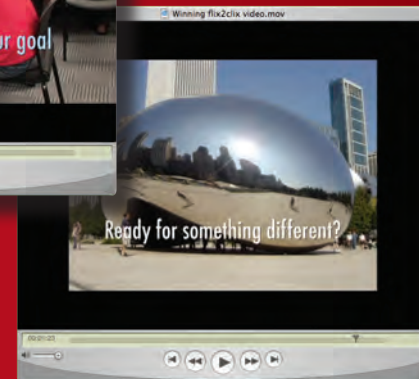 Winning flix2clix video.mov
ur goal
Ready for something different?